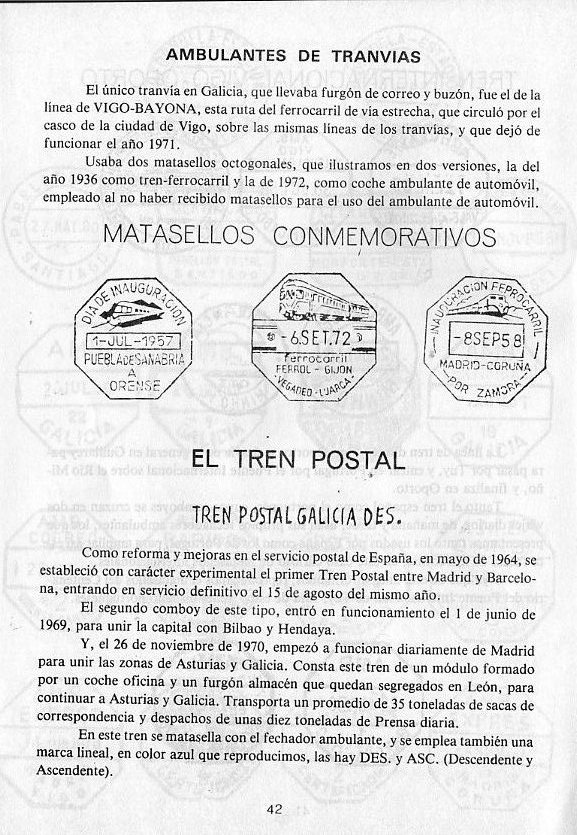 AMBULANTES DE TRANVIAS
El único tranvía en Galicia, que llevaba furgón de correo y buzón, fue el de la
línea de VIGO-BAYONA, esta ruta del ferrocarril de vía estrecha, que circuló por el
casco de la ciudad de Vigo, sobre las mismas líneas de los tranvías, y que dejó de
funcionar el año 1971.
Usaba dos matasellos octogonales, que ilustramos en dos versiones, la del
año 1936 como tren-ferrocarril y la de 1972, como coche ambulante de automóvil,
empleado al no haber recibido matasellos para el uso del ambulante de automóvil.
MATASELLOS CONMEMORATIVOS
DIA DE INAUGURACION
1-JUL-1957
PUEBLA DE SANABRIA
A
ORENSE
- 6.SET.72
ferrocarril
FERROL - GIJON
VEGADEO - LUARCA
INAUGURACION FERROCARRIL
-8SEP58
MADRID-CORUÑA
POR ZAMORA
EL TREN POSTAL
TREN POSTAL GALICIA DES.
Como reforma y mejoras en el servicio postal de España, en mayo de 1964, se
estableció con carácter experimental el primer Tren Postal entre Madrid y Barcelo-
na, entrando en servicio definitivo el 15 de agosto del mismo año.
El segundo comboy de este tipo, entró en funcionamiento el 1 de junio de
1969, para unir la capital con Bilbao y Hendaya.
Y, el 26 de noviembre de 1970, empezó a funcionar diariamente de Madrid
para unir las zonas de Asturias y Galicia. Consta este tren de un módulo formado
por un coche oficina y un furgón almacén que quedan segregados en León, para
continuar a Asturias y Galicia. Transporta un promedio de 35 toneladas de sacas de
correspondencia y despachos de unas diez toneladas de Prensa diaria.
En este tren se matasella con el fechador ambulante, y se emplea también una
marca lineal, en color azul que reproducimos, las hay DES. y ASC. (Descendente y
Ascendente).
42